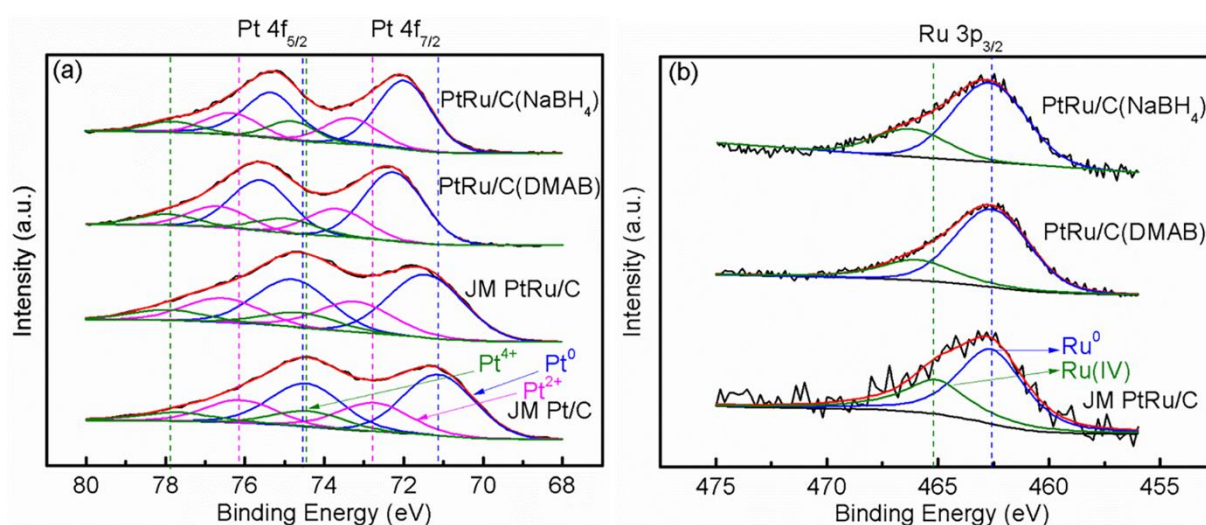 Pt 4f5/2 Pt 4f7/2
(a)
PtRu/C(NaBH4)
PtRu/C(DMAB)
JM PtRu/C
Pt4+
Pt0
Pt2+
JM Pt/C
Intensity (a.u.)
80 78 76 74 72 70 68
Binding Energy (eV)
Ru 3p3/2
(b)
PtRu/C(NaBH4)
PtRu/C(DMAB)
Ru0
Ru(IV)
JM PtRu/C
Intensity (a.u.)
475 470 465 460 455
Binding Energy (eV)